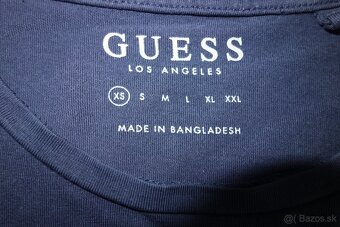 GUESS
LOS ANGELES
XS S M L XL XXL
MADE IN BANGLADESH
@ Bazos.sk